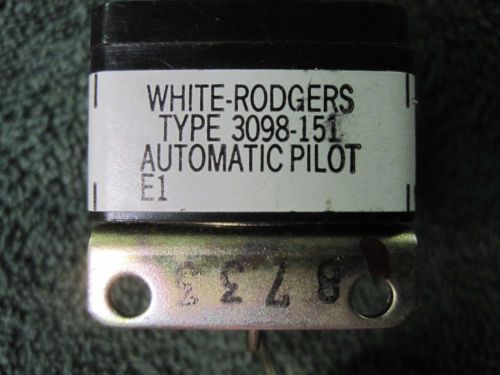 WHITE-RODGERS
TYPE 3098-151
AUTOMATIC PILOT
E1
8733